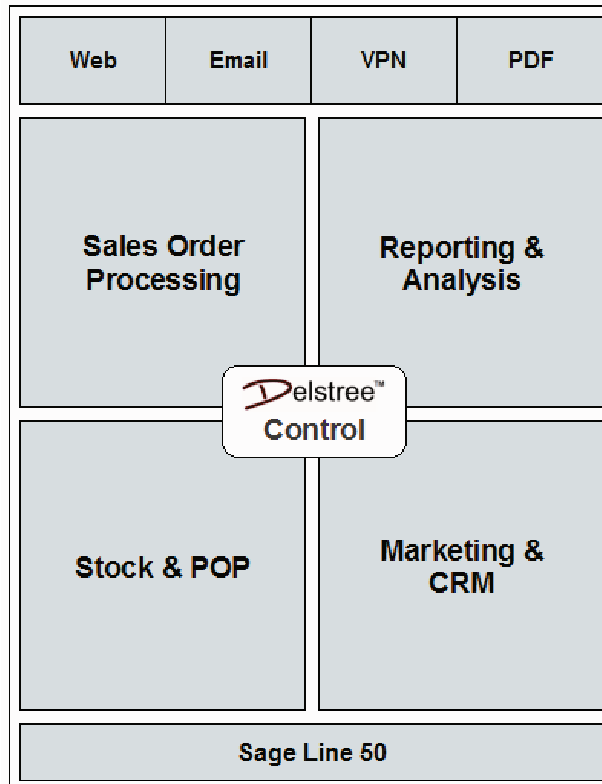 Web Email VPN PDF
Sales Order
Processing
Reporting &
Analysis
Delstree™
Control
Stock & POP
Marketing &
CRM
Sage Line 50